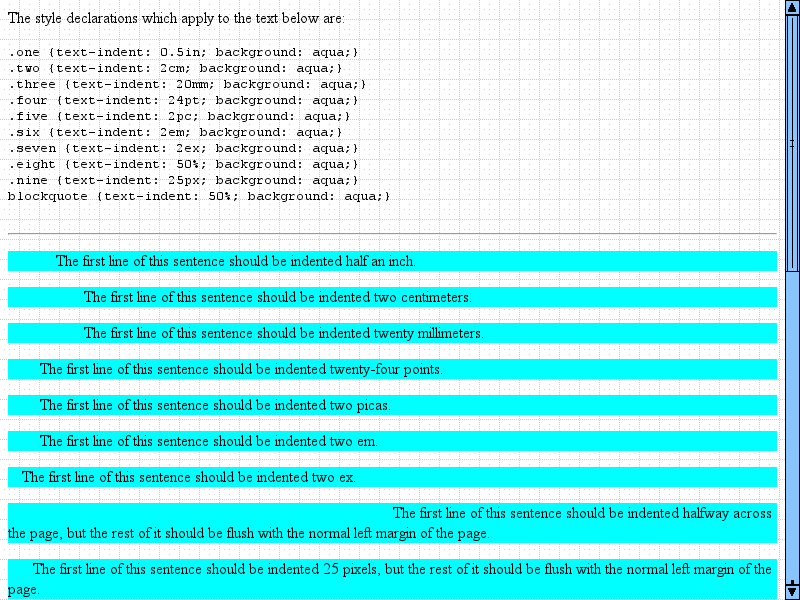 The style declarations which apply to the text below are:
.one {text-indent: 0.5in; background: aqua;}
.two {text-indent: 2cm; background: aqua;}
.three {text-indent: 20mm; background: aqua;}
.four {text-indent: 24pt; background: aqua;}
.five {text-indent: 2pc; background: aqua;}
.six {text-indent: 2em; background: aqua;}
.seven {text-indent: 2ex; background: aqua;}
.eight {text-indent: 50%; background: aqua;}
.nine {text-indent: 25px; background: aqua;}
blockquote {text-indent: 50%; background: aqua;}
The first line of this sentence should be indented half an inch.
The first line of this sentence should be indented two centimeters.
The first line of this sentence should be indented twenty millimeters.
The first line of this sentence should be indented twenty-four points.
The first line of this sentence should be indented two picas.
The first line of this sentence should be indented two em.
The first line of this sentence should be indented two ex.
The first line of this sentence should be indented halfway across
the page, but the rest of it should be flush with the normal left margin of the page.
The first line of this sentence should be indented 25 pixels, but the rest of it should be flush with the normal left margin of the
page.